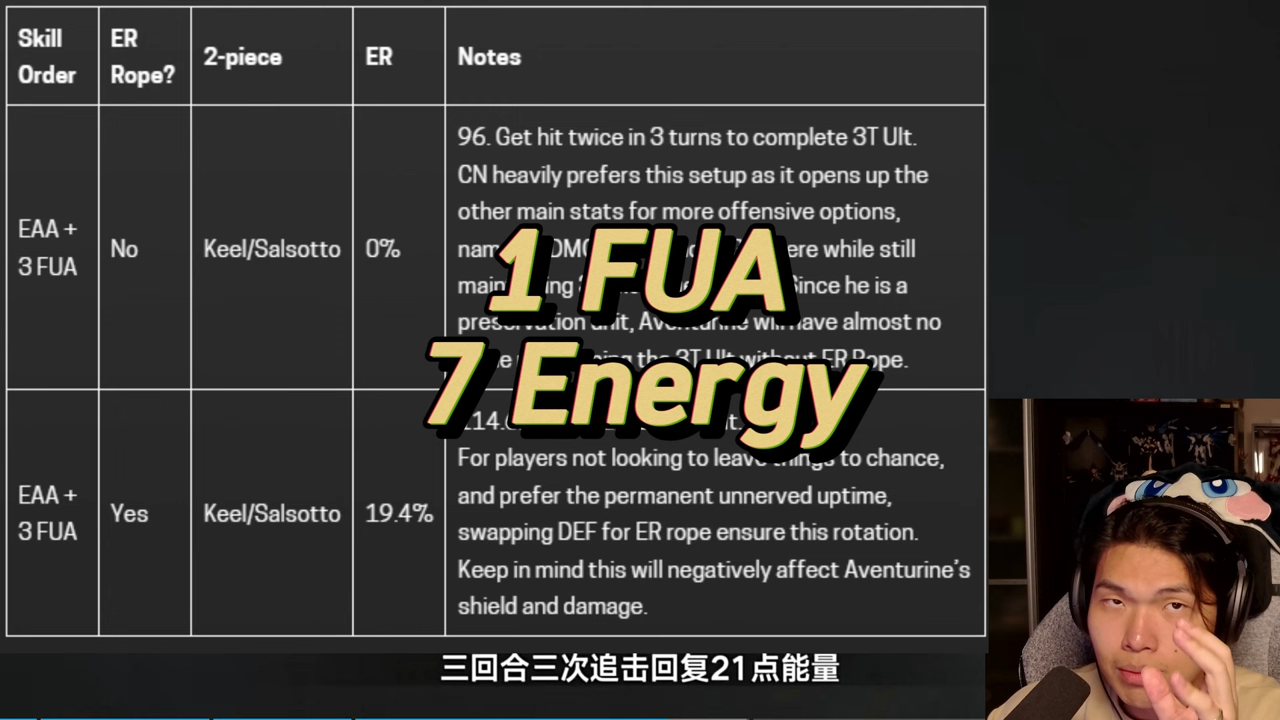 Skill Order
ER Rope?
2-piece
ER
Notes
EAA + 3 FUA
No
Keel/Salsotto
0%
96. Get hit twice in 3 turns to complete 3T Ult.
CN heavily prefers this setup as it opens up the
other main stats for more offensive options,
while still
Since he is a
preservation unit, Aventurine will have almost no
the 3T Ult without ER Rope.
EAA + 3 FUA
Yes
Keel/Salsotto
19.4%
For players not looking to leave things to chance,
and prefer the permanent unnerved uptime,
swapping DEF for ER rope ensure this rotation.
Keep in mind this will negatively affect Aventurine's
shield and damage.
1 FUA
7 Energy
三回合三次追击回复21点能量